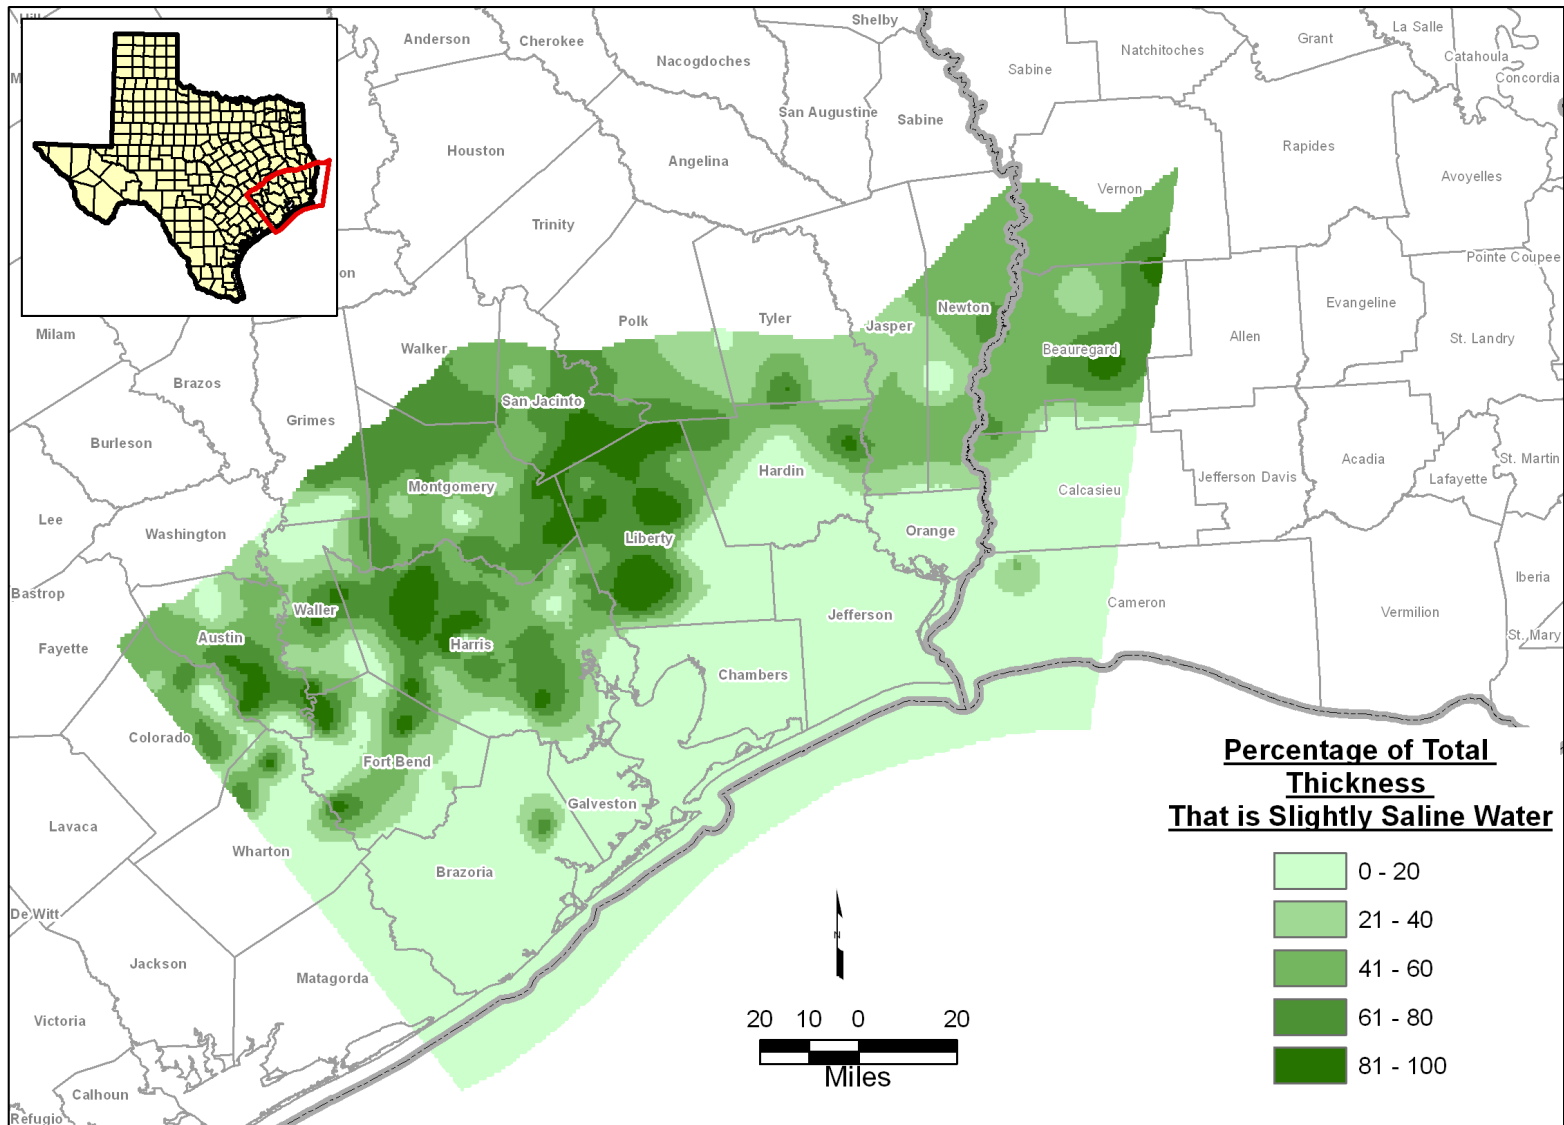 Shelby
Anderson
Cherokee
Nacogdoches
Sabine
Natchitoches
Grant
La Salle
Catahoula
Concordia
San Augustine
Sabine
Houston
Angelina
Vernon
Rapides
Avoyelles
Trinity
on
Pointe Coupee
Evangeline
Milam
Polk
Tyler
Newton
Jasper
Walker
Beauregard
Allen
St. Landry
Brazos
San Jacinto
Grimes
Burleson
Hardin
Montgomery
Calcasieu
Jefferson Davis
Acadia
Lafayette
St. Martin
Lee
Washington
Liberty
Orange
Bastrop
Waller
Jefferson
Cameron
Vermilion
Iberia
Fayette
Austin
Harris
Chambers
St. Mary
Colorado
Fort Bend
Galveston
Lavaca
Wharton
Brazoria
De Witt
Jackson
Matagorda
Victoria
Calhoun
Refugio
Percentage of Total
Thickness
That is Slightly Saline Water
0 - 20
21 - 40
41 - 60
61 - 80
81 - 100
N
20 10 0 20
Miles